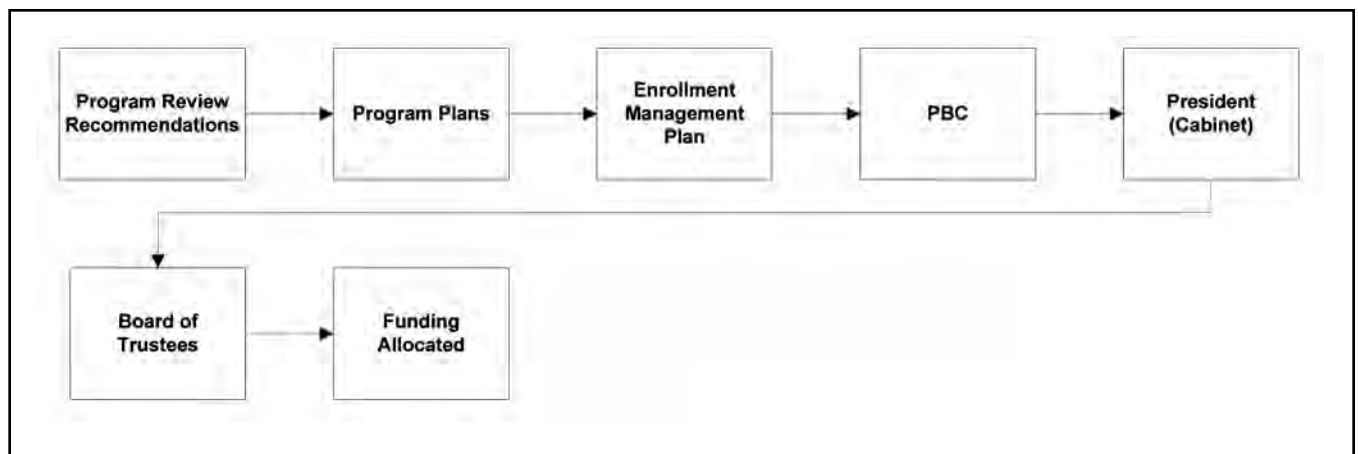 Program Review
Recommendations
Program Plans
Enrollment
Management
Plan
PBC
President
(Cabinet)
Board of
Trustees
Funding
Allocated